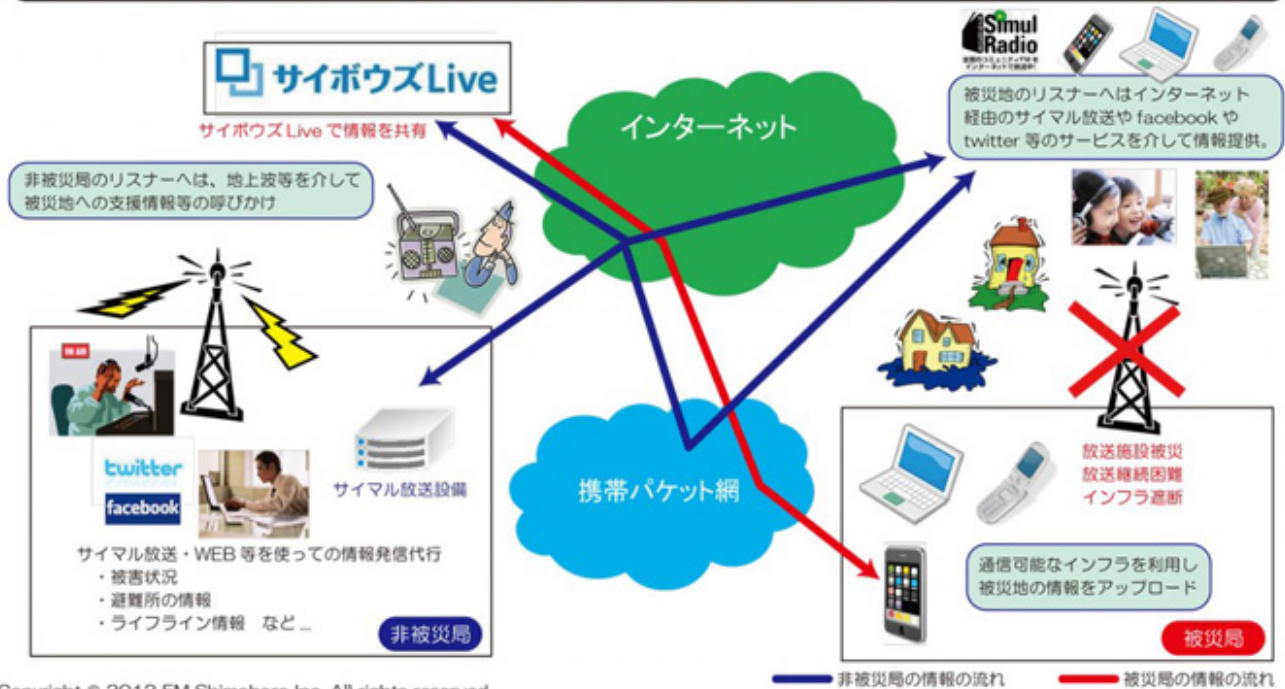 サイボウズLive
サイボウズ Live で情報を共有
インターネット
Simul
Radio
被災地のリスナーへはインターネット
経由のサイマル放送や facebook や
twitter 等のサービスを介して情報提供。
非被災局のリスナーへは、地上波等を介して
被災地への支援情報等の呼びかけ
ON AIR
twitter
facebook
サイマル放送設備
サイマル放送・WEB 等を使っての情報発信代行
・被害状況
・避難所の情報
・ライフライン情報 など...
非被災局
携帯パケット網
放送施設被災
放送継続困難
インフラ遮断
通信可能なインフラを利用し
被災地の情報をアップロード
被災局
非被災局の情報の流れ
被災局の情報の流れ